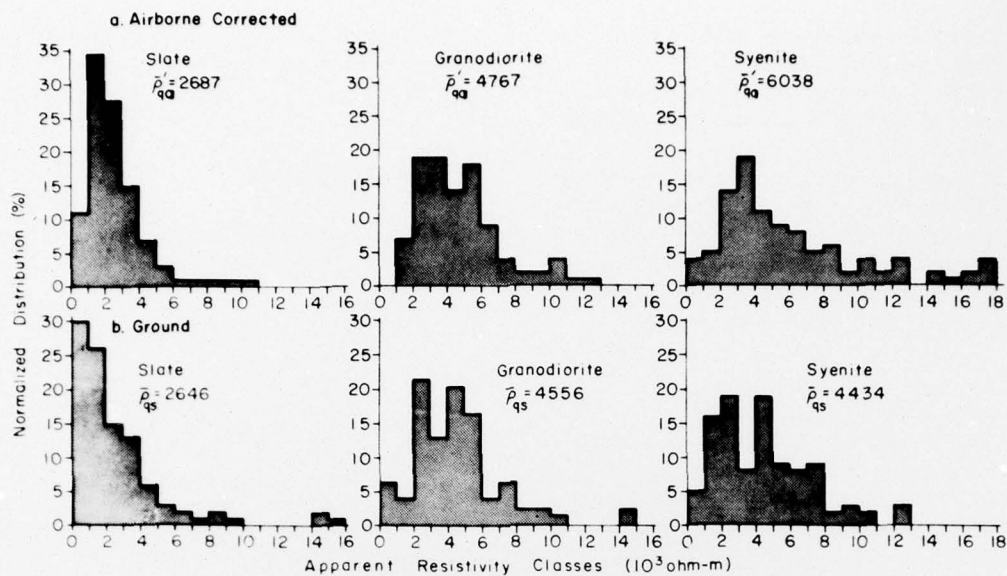 a. Airborne Corrected
Slate
ρ̄'qa = 2687
Granodiorite
ρ̄'qa = 4767
Syenite
ρ̄'qa = 6038
35
30
25
20
15
10
5
0
0 2 4 6 8 10 12 14 16
35
30
25
20
15
10
5
0
0 2 4 6 8 10 12 14 16
35
30
25
20
15
10
5
0
0 2 4 6 8 10 12 14 16 18
Normalized Distribution (%)
b. Ground
Slate
ρ̄qs = 2646
Granodiorite
ρ̄qs = 4556
Syenite
ρ̄qs = 4434
30
25
20
15
10
5
0
0 2 4 6 8 10 12 14 16
30
25
20
15
10
5
0
0 2 4 6 8 10 12 14 16
30
25
20
15
10
5
0
0 2 4 6 8 10 12 14 16 18
Apparent Resistivity Classes (10³ ohm-m)